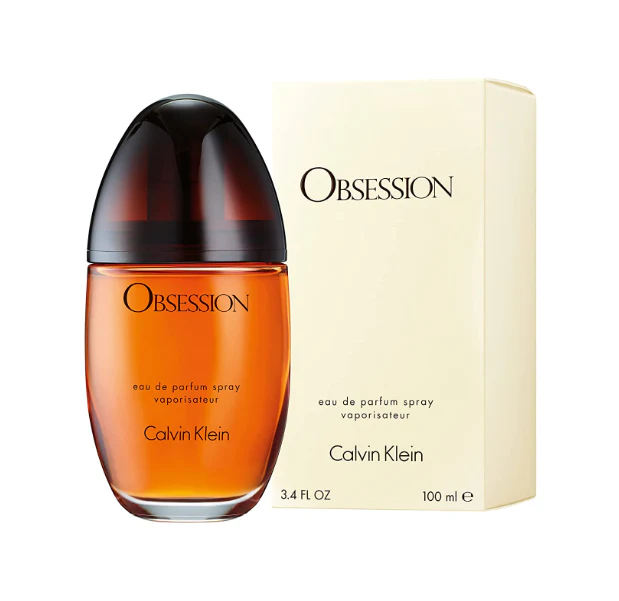 OBSESSION
eau de parfum spray
vaporisateur
Calvin Klein
OBSESSION
eau de parfum spray
vaporisateur
Calvin Klein
3.4 FL OZ 100 ml ℮